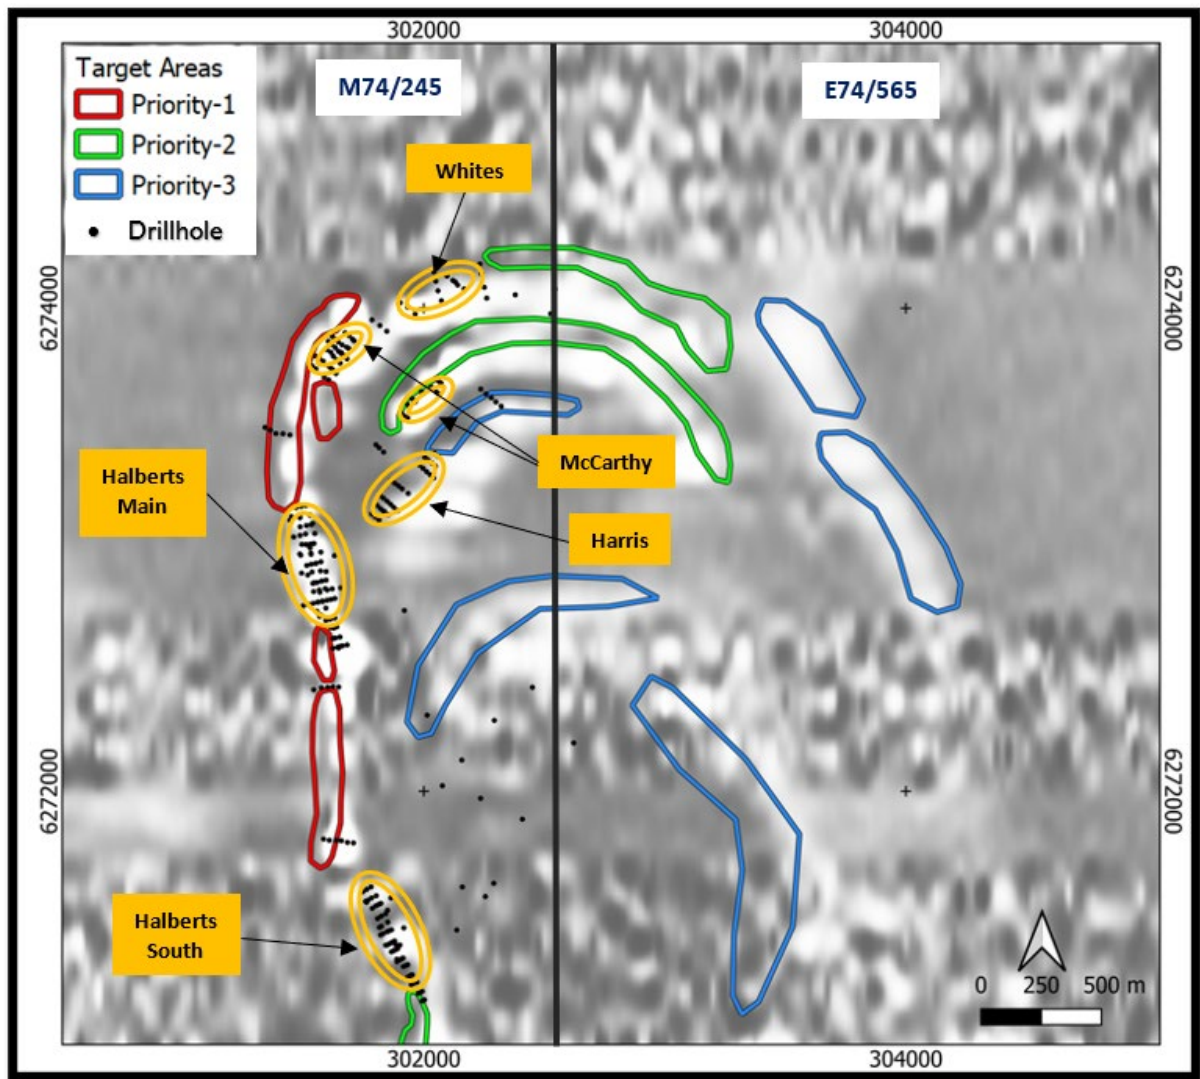 302000
304000
Target Areas
Priority-1
Priority-2
Priority-3
Drillhole
M74/245
E74/565
Whites
6274000
6274000
McCarthy
Halberts
Main
Harris
6272000
6272000
Halberts
South
0 250 500 m
302000
304000